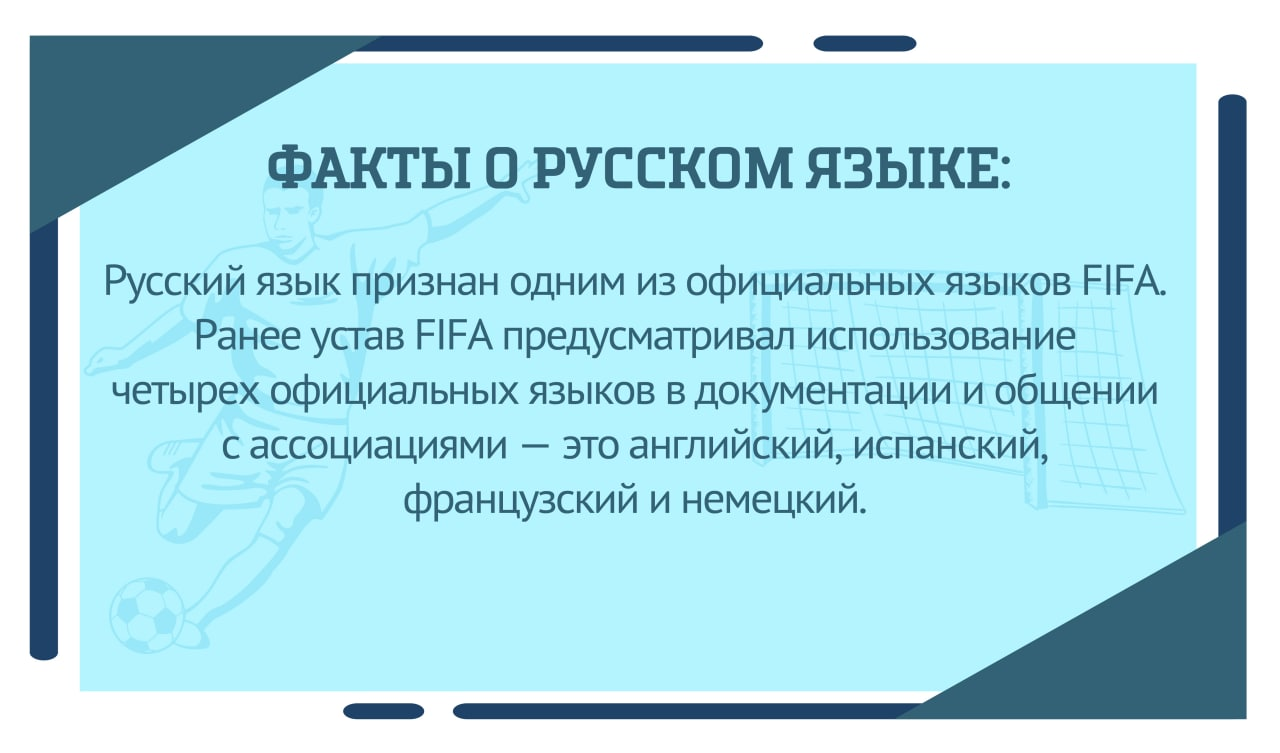 ФАКТЫ О РУССКОМ ЯЗЫКЕ:
Русский язык признан одним из официальных языков FIFA.
Ранее устав FIFA предусматривал использование
четырех официальных языков в документации и общении
с ассоциациями — это английский, испанский,
французский и немецкий.